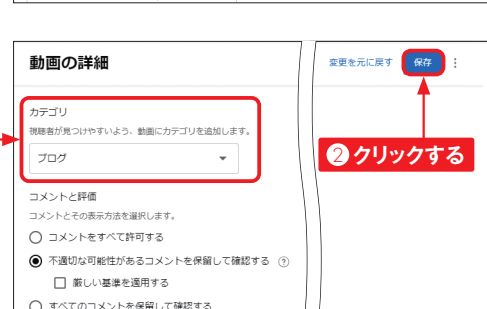 動画の詳細
変更を元に戻す 保存
カテゴリ
視聴者が見つけやすいよう、動画にカテゴリを追加します。
ブログ
② クリックする
コメントと評価
コメントとその表示方法を選択します。
コメントをすべて許可する
不適切な可能性があるコメントを保留して確認する ?
厳しい基準を適用する
すべてのコメントを保留して確認する